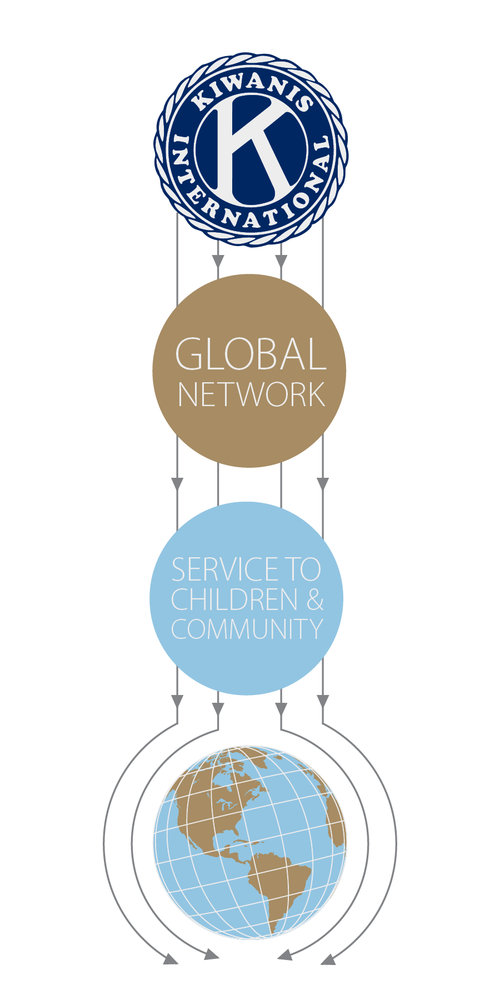 KIWANIS
K
INTERNATIONAL
GLOBAL
NETWORK
SERVICE TO
CHILDREN &
COMMUNITY